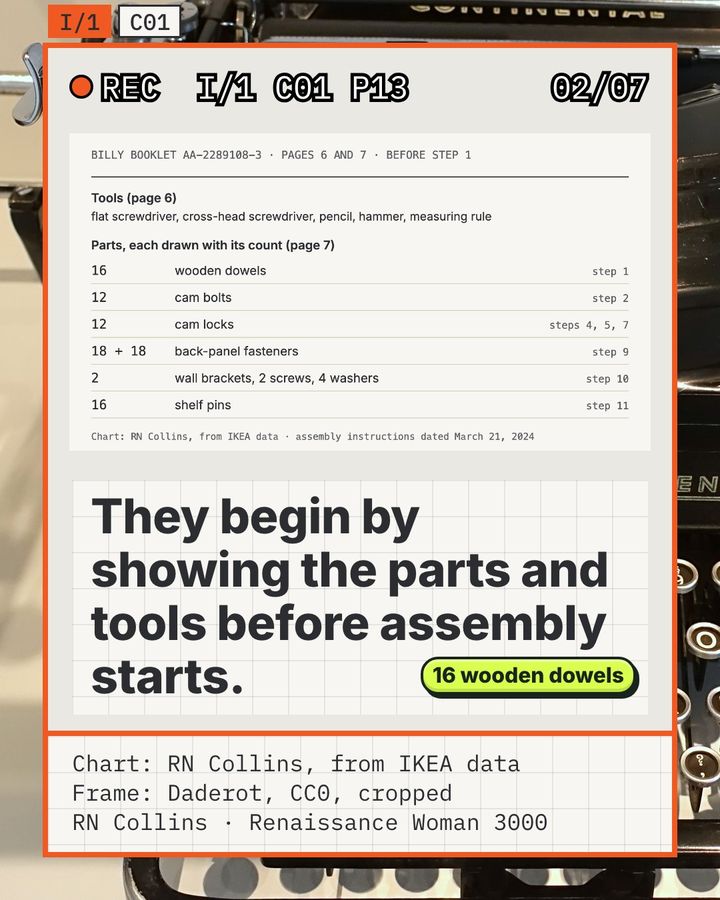 CONTINENTAL
I/1 C01
REC I/1 C01 P13 02/07
BILLY BOOKLET AA-2289108-3 · PAGES 6 AND 7 · BEFORE STEP 1
Tools (page 6)
flat screwdriver, cross-head screwdriver, pencil, hammer, measuring rule
Parts, each drawn with its count (page 7)
16 wooden dowels step 1
12 cam bolts step 2
12 cam locks steps 4, 5, 7
18 + 18 back-panel fasteners step 9
2 wall brackets, 2 screws, 4 washers step 10
16 shelf pins step 11
Chart: RN Collins, from IKEA data · assembly instructions dated March 21, 2024
They begin by
showing the parts and
tools before assembly
starts.
16 wooden dowels
Chart: RN Collins, from IKEA data
Frame: Daderot, CC0, cropped
RN Collins · Renaissance Woman 3000